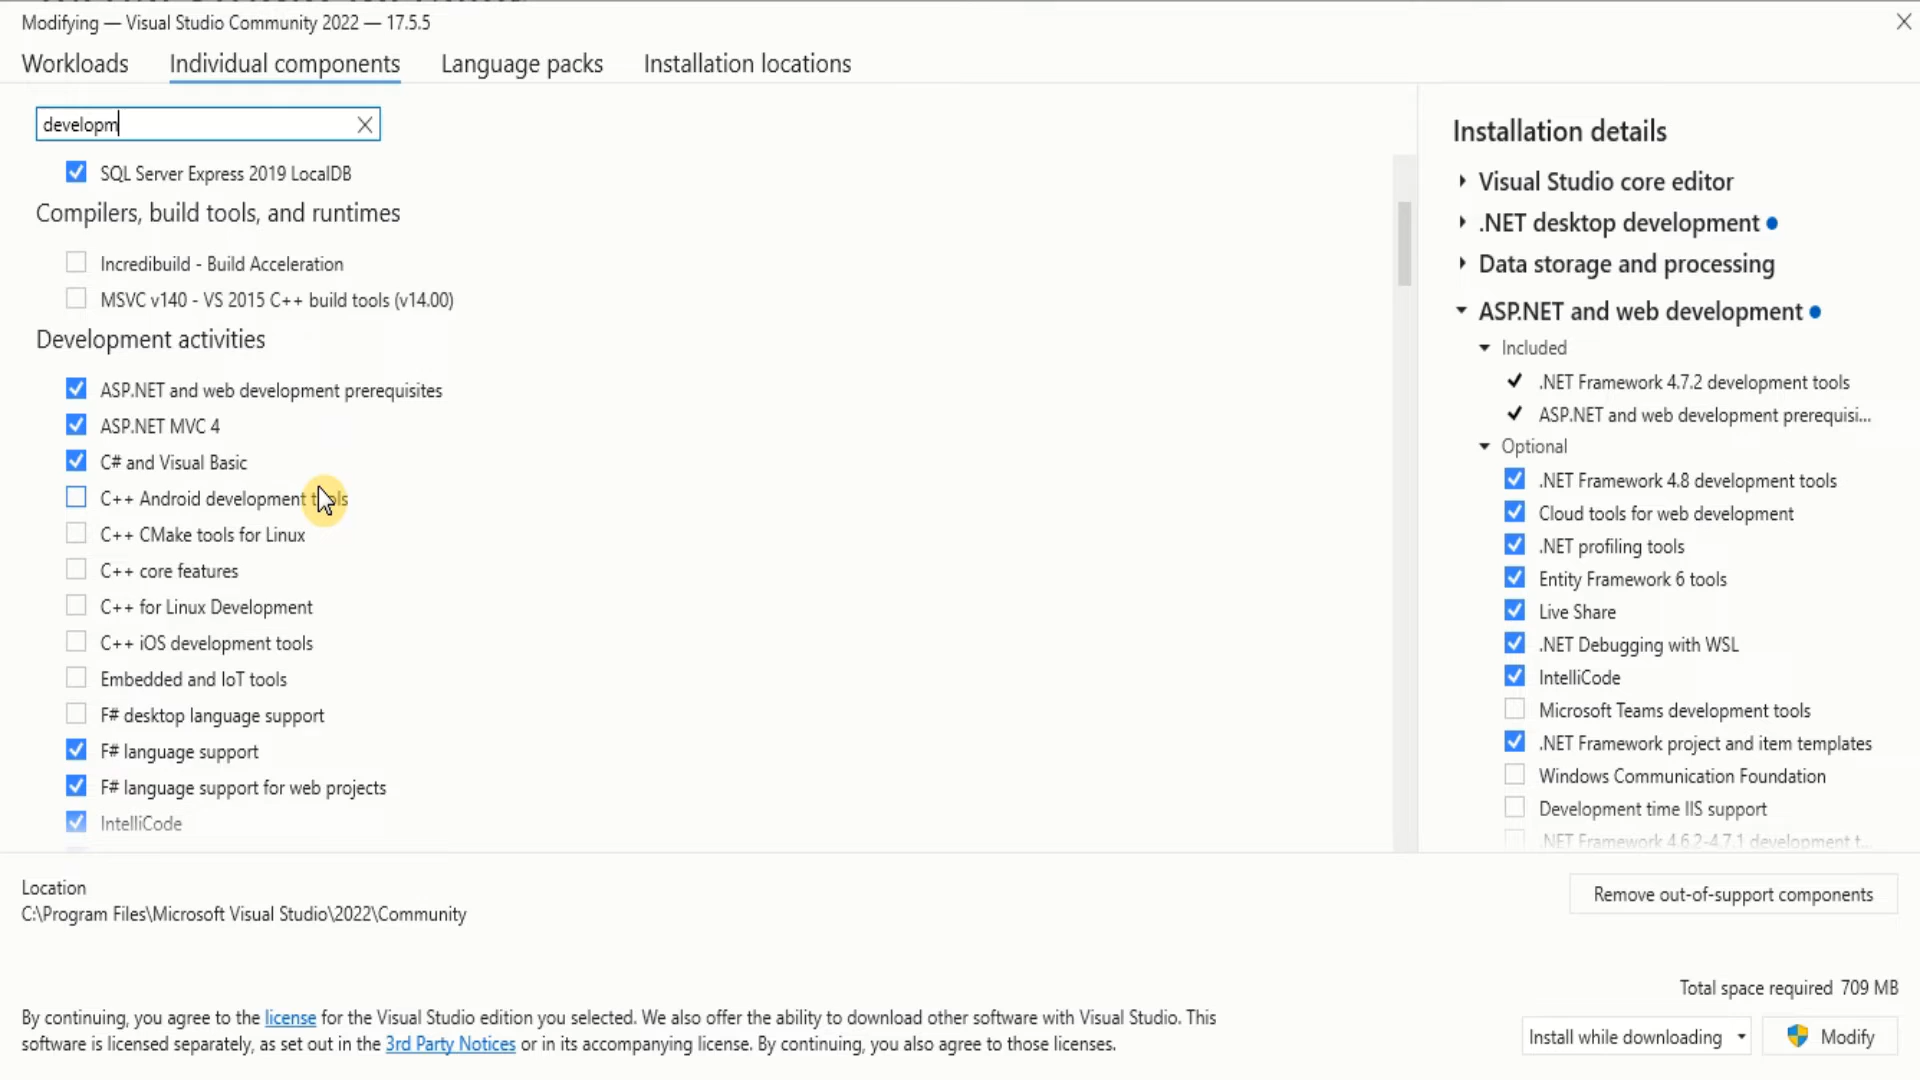 Modifying — Visual Studio Community 2022 — 17.5.5
Workloads
Individual components
Language packs
Installation locations
developm
SQL Server Express 2019 LocalDB
Compilers, build tools, and runtimes
Incredibuild - Build Acceleration
MSVC v140 - VS 2015 C++ build tools (v14.00)
Development activities
ASP.NET and web development prerequisites
ASP.NET MVC 4
C# and Visual Basic
C++ Android development tools
C++ CMake tools for Linux
C++ core features
C++ for Linux Development
C++ iOS development tools
Embedded and IoT tools
F# desktop language support
F# language support
F# language support for web projects
IntelliCode
Installation details
Visual Studio core editor
.NET desktop development
Data storage and processing
ASP.NET and web development
Included
.NET Framework 4.7.2 development tools
ASP.NET and web development prerequisi...
Optional
.NET Framework 4.8 development tools
Cloud tools for web development
.NET profiling tools
Entity Framework 6 tools
Live Share
.NET Debugging with WSL
IntelliCode
Microsoft Teams development tools
.NET Framework project and item templates
Windows Communication Foundation
Development time IIS support
.NET Framework 4.6.2-4.7.1 development t...
Location
C:\Program Files\Microsoft Visual Studio\2022\Community
Remove out-of-support components
Total space required 709 MB
By continuing, you agree to the license for the Visual Studio edition you selected. We also offer the ability to download other software with Visual Studio. This
software is licensed separately, as set out in the 3rd Party Notices or in its accompanying license. By continuing, you also agree to those licenses.
Install while downloading
Modify